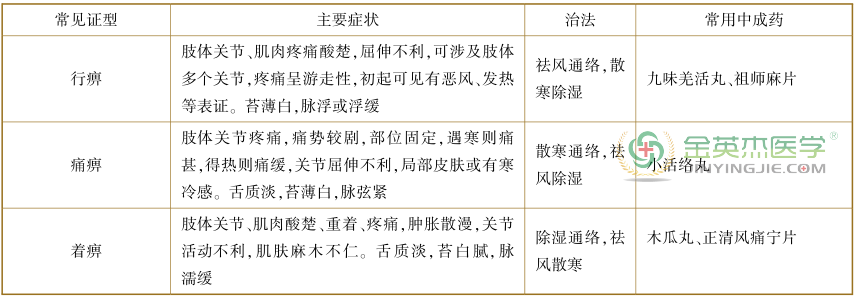 常见证型 主要症状 治法 常用中成药
行痹
肢体关节、肌肉疼痛酸楚,屈伸不利,可涉及肢体
多个关节,疼痛呈游走性,初起可见有恶风、发热
等表证。苔薄白,脉浮或浮缓
祛风通络,散
寒除湿
九味羌活丸、祖师麻片
痛痹
肢体关节疼痛,痛势较剧,部位固定,遇寒则痛
甚,得热则痛缓,关节屈伸不利,局部皮肤或有寒
冷感。舌质淡,苔薄白,脉弦紧
散寒通络,祛
风除湿
小活络丸
金英杰医学®
JINYINGJIE.COM
着痹
肢体关节、肌肉酸楚、重着、疼痛,肿胀散漫,关节
活动不利,肌肤麻木不仁。舌质淡,苔白腻,脉
濡缓
除湿通络,祛
风散寒
木瓜丸、正清风痛宁片